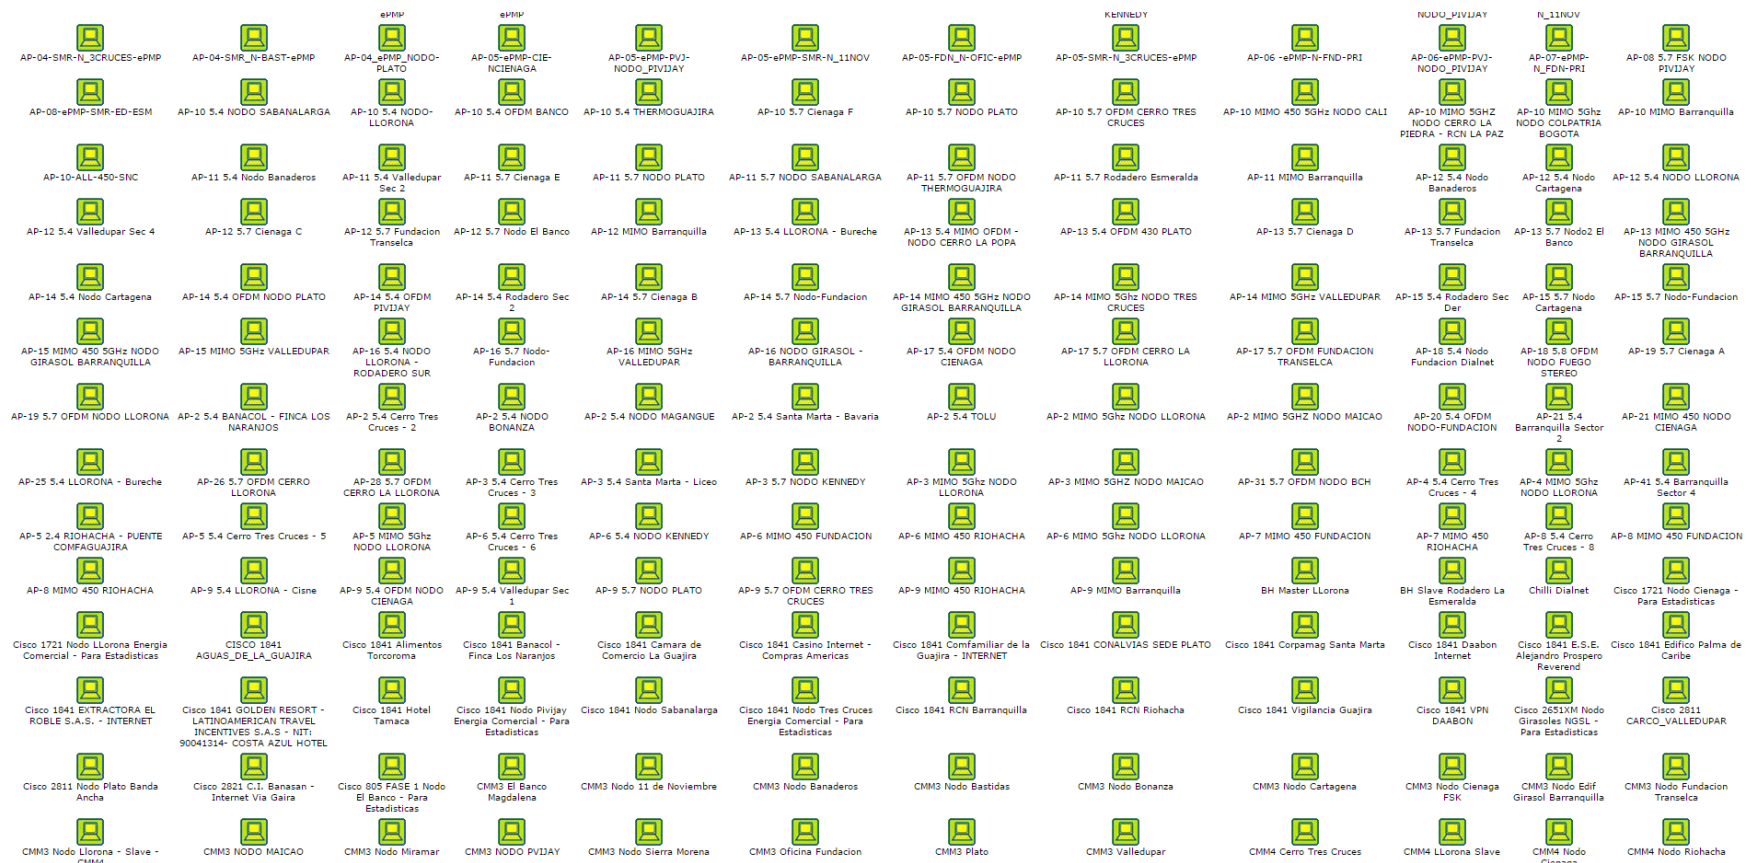 ePMP ePMP KENNEDY NODO_PIVIJAY N_11NOV
AP-04-SMR-N_3CRUCES-ePMP AP-04-SMR_N-BAST-ePMP AP-04_ePMP_NODO- AP-05-ePMP-CIE- AP-05-ePMP-PVJ- AP-05-ePMP-SMR-N_11NOV AP-05-FDN_N-OFIC-ePMP AP-05-SMR-N_3CRUCES-ePMP AP-06 -ePMP-N-FND-PRI AP-06-ePMP-PVJ- AP-07-ePMP- AP-08 5.7 FSK NODO
PLATO NCIENAGA NODO_PIVIJAY NODO_PIVIJAY N_FDN-PRI PIVIJAY
AP-08-ePMP-SMR-ED-ESM AP-10 5.4 NODO SABANALARGA AP-10 5.4 NODO- AP-10 5.4 OFDM BANCO AP-10 5.4 THERMOGUAJIRA AP-10 5.7 Cienaga F AP-10 5.7 NODO PLATO AP-10 5.7 OFDM CERRO TRES AP-10 MIMO 450 5GHz NODO CALI AP-10 MIMO 5GHZ AP-10 MIMO 5Ghz AP-10 MIMO Barranquilla
LLORONA CRUCES NODO CERRO LA NODO COLPATRIA
PIEDRA - RCN LA PAZ BOGOTA
AP-10-ALL-450-SNC AP-11 5.4 Nodo Banaderos AP-11 5.4 Valledupar AP-11 5.7 Cienaga E AP-11 5.7 NODO PLATO AP-11 5.7 NODO SABANALARGA AP-11 5.7 OFDM NODO AP-11 5.7 Rodadero Esmeralda AP-11 MIMO Barranquilla AP-12 5.4 Nodo AP-12 5.4 Nodo AP-12 5.4 NODO LLORONA
Sec 2 THERMOGUAJIRA Banaderos Cartagena
AP-12 5.4 Valledupar Sec 4 AP-12 5.7 Cienaga C AP-12 5.7 Fundacion AP-12 5.7 Nodo El Banco AP-12 MIMO Barranquilla AP-13 5.4 LLORONA - Bureche AP-13 5.4 MIMO OFDM - AP-13 5.4 OFDM 430 PLATO AP-13 5.7 Cienaga D AP-13 5.7 Fundacion AP-13 5.7 Nodo2 El AP-13 MIMO 450 5GHz
Transelca NODO CERRO LA POPA Transelca Banco NODO GIRASOL
BARRANQUILLA
AP-14 5.4 Nodo Cartagena AP-14 5.4 OFDM NODO PLATO AP-14 5.4 OFDM AP-14 5.4 Rodadero Sec AP-14 5.7 Cienaga B AP-14 5.7 Nodo-Fundacion AP-14 MIMO 450 5GHz NODO AP-14 MIMO 5Ghz NODO TRES AP-14 MIMO 5GHz VALLEDUPAR AP-15 5.4 Rodadero Sec AP-15 5.7 Nodo AP-15 5.7 Nodo-Fundacion
PIVIJAY 2 GIRASOL BARRANQUILLA CRUCES Der Cartagena
AP-15 MIMO 450 5GHz NODO AP-15 MIMO 5GHz VALLEDUPAR AP-16 5.4 NODO AP-16 5.7 Nodo- AP-16 MIMO 5GHz AP-16 NODO GIRASOL - AP-17 5.4 OFDM NODO AP-17 5.7 OFDM CERRO LA AP-17 5.7 OFDM FUNDACION AP-18 5.4 Nodo AP-18 5.8 OFDM AP-19 5.7 Cienaga A
GIRASOL BARRANQUILLA LLORONA - Fundacion VALLEDUPAR BARRANQUILLA CIENAGA LLORONA TRANSELCA Fundacion Dialnet NODO FUEGO
RODADERO SUR STEREO
AP-19 5.7 OFDM NODO LLORONA AP-2 5.4 BANACOL - FINCA LOS AP-2 5.4 Cerro Tres AP-2 5.4 NODO AP-2 5.4 NODO MAGANGUE AP-2 5.4 Santa Marta - Bavaria AP-2 5.4 TOLU AP-2 MIMO 5Ghz NODO LLORONA AP-2 MIMO 5GHZ NODO MAICAO AP-20 5.4 OFDM AP-21 5.4 AP-21 MIMO 450 NODO
NARANJOS Cruces - 2 BONANZA NODO-FUNDACION Barranquilla Sector CIENAGA
2
AP-25 5.4 LLORONA - Bureche AP-26 5.7 OFDM CERRO AP-28 5.7 OFDM AP-3 5.4 Cerro Tres AP-3 5.4 Santa Marta - Liceo AP-3 5.7 NODO KENNEDY AP-3 MIMO 5Ghz NODO AP-3 MIMO 5GHZ NODO MAICAO AP-31 5.7 OFDM NODO BCH AP-4 5.4 Cerro Tres AP-4 MIMO 5Ghz AP-41 5.4 Barranquilla
LLORONA CERRO LA LLORONA Cruces - 3 LLORONA Cruces - 4 NODO LLORONA Sector 4
AP-5 2.4 RIOHACHA - PUENTE AP-5 5.4 Cerro Tres Cruces - 5 AP-5 MIMO 5Ghz AP-6 5.4 Cerro Tres AP-6 5.4 NODO KENNEDY AP-6 MIMO 450 FUNDACION AP-6 MIMO 450 RIOHACHA AP-6 MIMO 5Ghz NODO LLORONA AP-7 MIMO 450 FUNDACION AP-7 MIMO 450 AP-8 5.4 Cerro AP-8 MIMO 450 FUNDACION
COMFAGUAJIRA NODO LLORONA Cruces - 6 RIOHACHA Tres Cruces - 8
AP-8 MIMO 450 RIOHACHA AP-9 5.4 LLORONA - Cisne AP-9 5.4 OFDM NODO AP-9 5.4 Valledupar Sec AP-9 5.7 NODO PLATO AP-9 5.7 OFDM CERRO TRES AP-9 MIMO 450 RIOHACHA AP-9 MIMO Barranquilla BH Master LLorona BH Slave Rodadero La Chilli Dialnet Cisco 1721 Nodo Cienaga -
CIENAGA 1 CRUCES Esmeralda Para Estadisticas
Cisco 1721 Nodo LLorona Energia CISCO 1841 Cisco 1841 Alimentos Cisco 1841 Banacol - Cisco 1841 Camara de Cisco 1841 Casino Internet - Cisco 1841 Comfamiliar de la Cisco 1841 CONALVIAS SEDE PLATO Cisco 1841 Corpamag Santa Marta Cisco 1841 Daabon Cisco 1841 E.S.E. Cisco 1841 Edifico Palma de
Comercial - Para Estadisticas AGUAS_DE_LA_GUAJIRA Torcoroma Finca Los Naranjos Comercio La Guajira Compras Americas Guajira - INTERNET Internet Alejandro Prospero Caribe
Reverend
Cisco 1841 EXTRACTORA EL Cisco 1841 GOLDEN RESORT - Cisco 1841 Hotel Cisco 1841 Nodo Pivijay Cisco 1841 Nodo Sabanalarga Cisco 1841 Nodo Tres Cruces Cisco 1841 RCN Barranquilla Cisco 1841 RCN Riohacha Cisco 1841 Vigilancia Guajira Cisco 1841 VPN Cisco 2651XM Nodo Cisco 2811
ROBLE S.A.S. - INTERNET LATINOAMERICAN TRAVEL Tamaca Energia Comercial - Para Energia Comercial - Para DAABON Girasoles NGSL - CARCO_VALLEDUPAR
INCENTIVES S.A.S - NIT: Estadisticas Estadisticas Para Estadisticas
90041314- COSTA AZUL HOTEL
Cisco 2811 Nodo Plato Banda Cisco 2821 C.I. Banasan - Cisco 805 FASE 1 Nodo CMM3 El Banco CMM3 Nodo 11 de Noviembre CMM3 Nodo Banaderos CMM3 Nodo Bastidas CMM3 Nodo Bonanza CMM3 Nodo Cartagena CMM3 Nodo Cienaga CMM3 Nodo Edif CMM3 Nodo Fundacion
Ancha Internet Via Gaira El Banco - Para Magdalena FSK Girasol Barranquilla Transelca
Estadisticas
CMM3 Nodo Llorona - Slave - CMM3 NODO MAICAO CMM3 Nodo Miramar CMM3 NODO PVIJAY CMM3 Nodo Sierra Morena CMM3 Oficina Fundacion CMM3 Plato CMM3 Valledupar CMM4 Cerro Tres Cruces CMM4 LLorona Slave CMM4 Nodo CMM4 Nodo Riohacha
CMM4 Cienaga